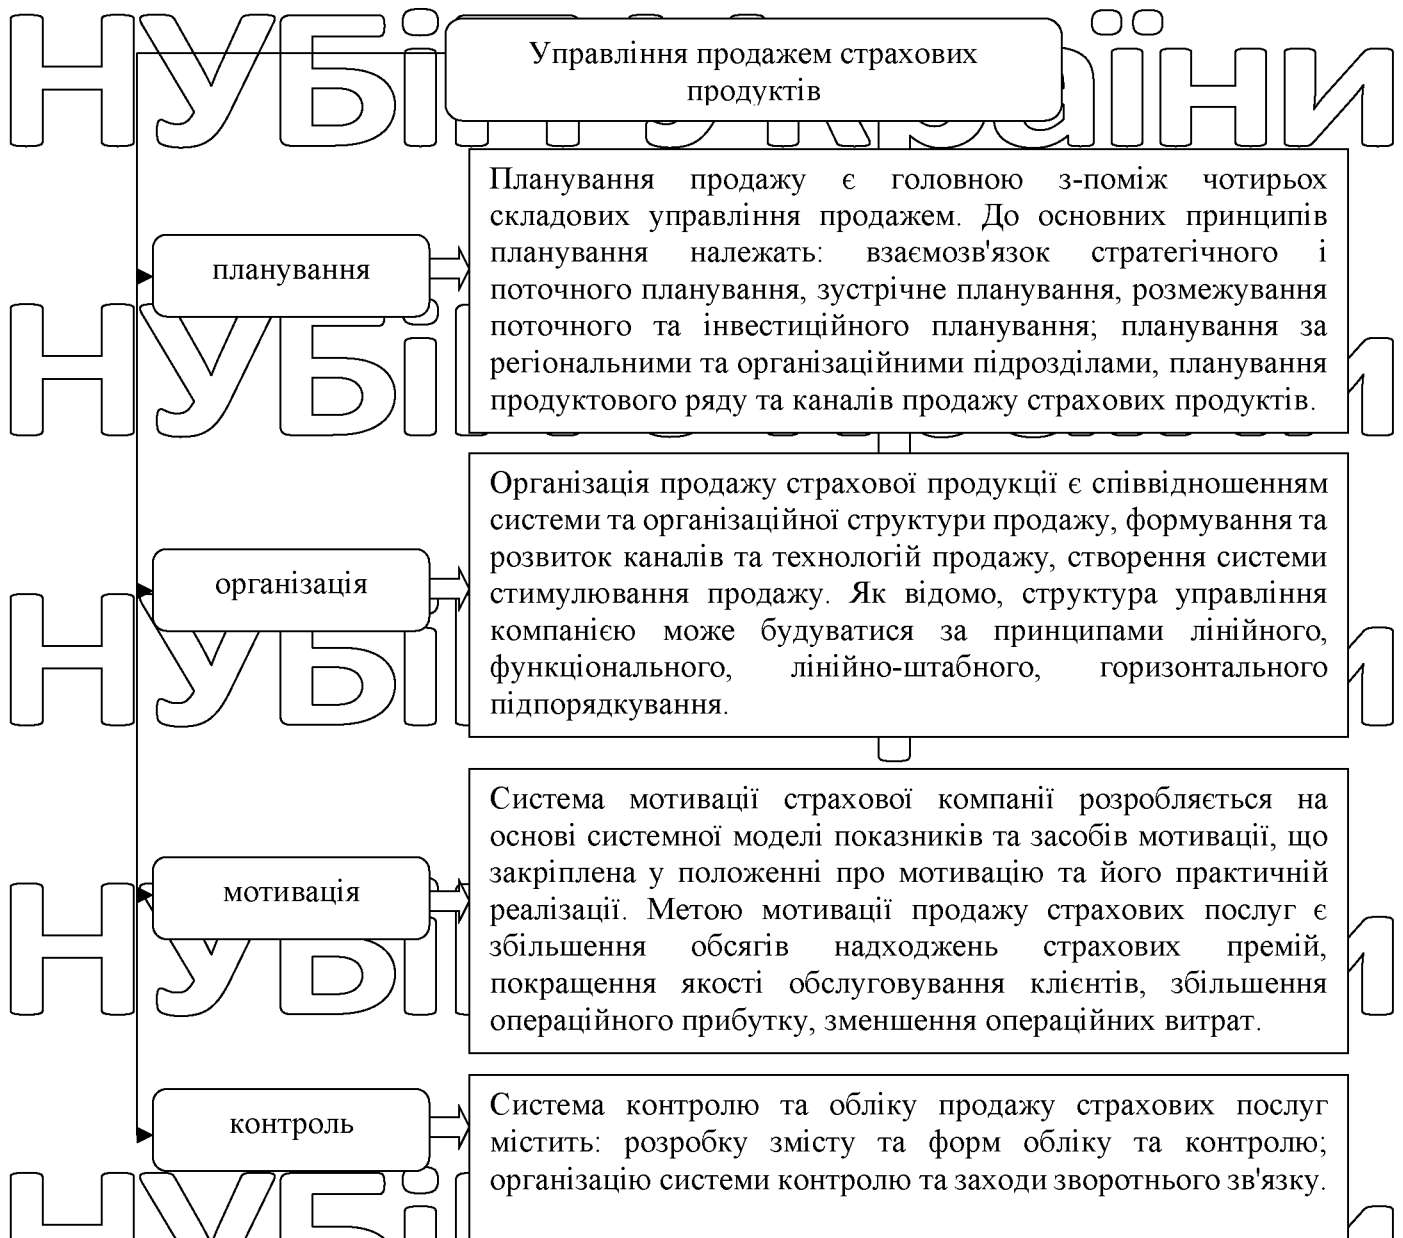 НУБіП України
Управління продажем страхових
продуктів
Планування продажу є головною з-поміж чотирьох
складових управління продажем. До основних принципів
планування належать: взаємозв'язок стратегічного і
поточного планування, зустрічне планування, розмежування
поточного та інвестиційного планування; планування за
регіональними та організаційними підрозділами, планування
продуктового ряду та каналів продажу страхових продуктів.
планування
НУБіП
Організація продажу страхової продукції є співвідношенням
системи та організаційної структури продажу, формування та
розвиток каналів та технологій продажу, створення системи
стимулювання продажу. Як відомо, структура управління
компанією може будуватися за принципами лінійного,
функціонального, лінійно-штабного, горизонтального
підпорядкування.
організація
НУБі
Система мотивації страхової компанії розробляється на
основі системної моделі показників та засобів мотивації, що
закріплена у положенні про мотивацію та його практичній
реалізації. Метою мотивації продажу страхових послуг є
збільшення обсягів надходжень страхових премій,
покращення якості обслуговування клієнтів, збільшення
операційного прибутку, зменшення операційних витрат.
мотивація
НУБі
Система контролю та обліку продажу страхових послуг
містить: розробку змісту та форм обліку та контролю;
організацію системи контролю та заходи зворотнього зв'язку.
контроль
НУБі